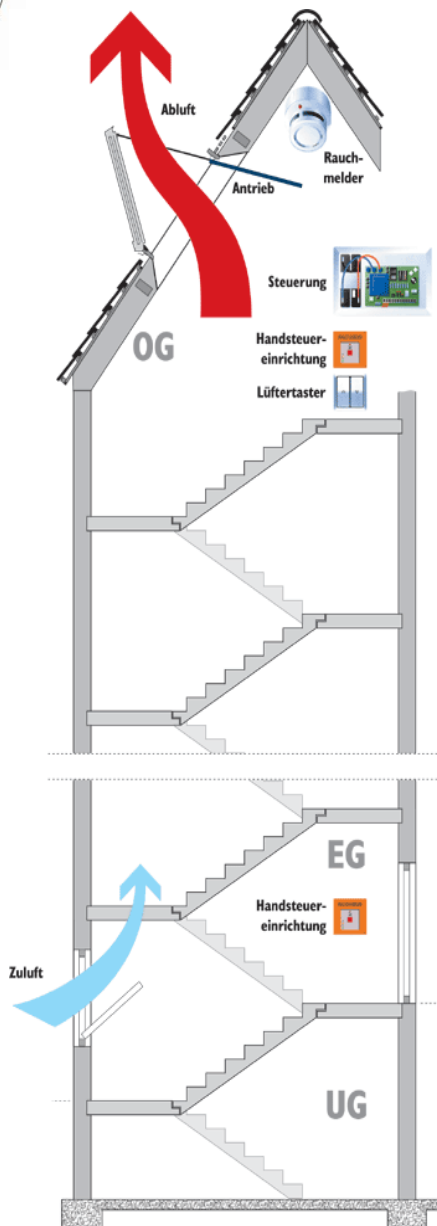 Abluft
Rauch-
melder
Antrieb
Steuerung
OG
Handsteuer-
einrichtung
Lüftertaster
EG
Handsteuer-
einrichtung
Zuluft
UG